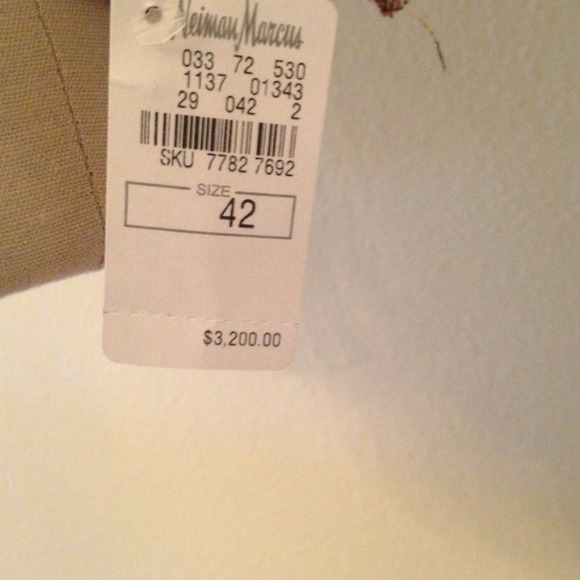 Neiman Marcus
033 72 530
1137 01343
29 042 2
SKU 7782 7692
SIZE
42
$3,200.00